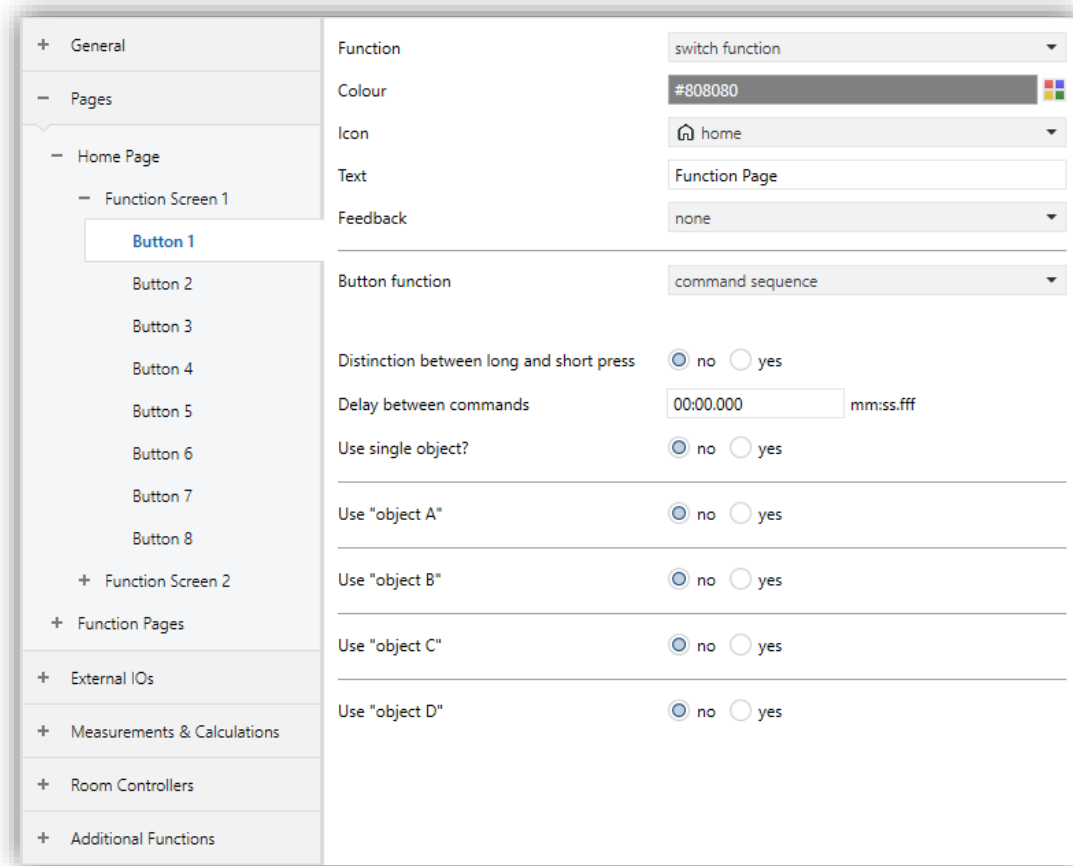 General
Pages
Home Page
Function Screen 1
Button 1
Button 2
Button 3
Button 4
Button 5
Button 6
Button 7
Button 8
Function Screen 2
Function Pages
External IOs
Measurements & Calculations
Room Controllers
Additional Functions
Function switch function
Colour #808080
Icon home
Text Function Page
Feedback none
Button function command sequence
Distinction between long and short press no yes
Delay between commands 00:00.000 mm:ss.fff
Use single object? no yes
Use "object A" no yes
Use "object B" no yes
Use "object C" no yes
Use "object D" no yes